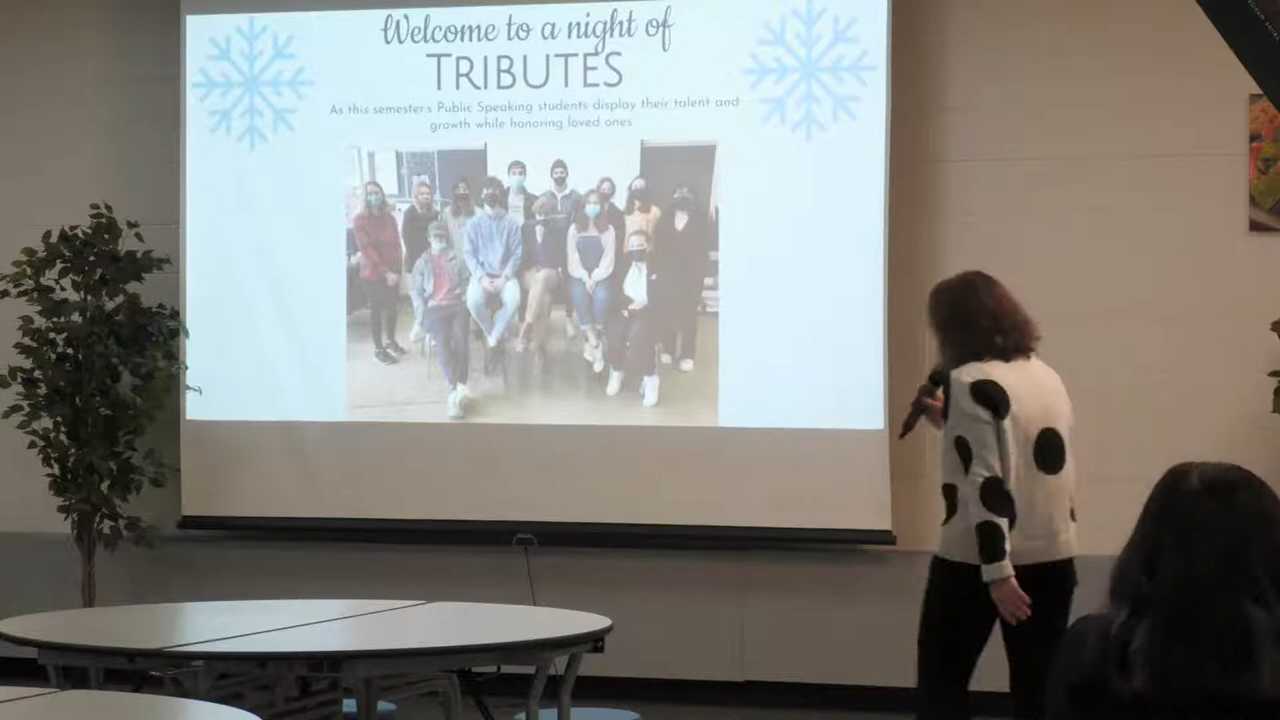 Welcome to a night of
TRIBUTES
As this semester's Public Speaking students display their talent and
growth while honoring loved ones